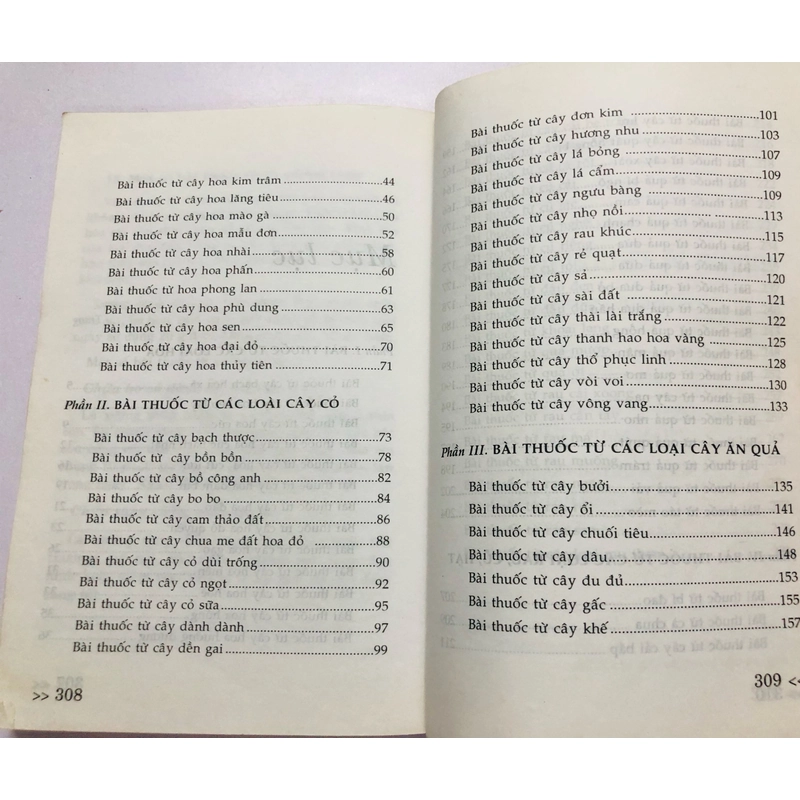 Bài thuốc từ cây hoa kim trâm ........ 44
Bài thuốc từ cây hoa lăng tiêu ........ 46
Bài thuốc từ cây hoa mào gà ........ 50
Bài thuốc từ cây hoa mẫu đơn ........ 52
Bài thuốc từ cây hoa nhài ........ 58
Bài thuốc từ cây hoa phấn ........ 60
Bài thuốc từ cây hoa phong lan ........ 61
Bài thuốc từ cây hoa phù dung ........ 63
Bài thuốc từ cây hoa sen ........ 65
Bài thuốc từ cây hoa đại đỏ ........ 70
Bài thuốc từ cây hoa thủy tiên ........ 71
Phần II. BÀI THUỐC TỪ CÁC LOÀI CÂY CỎ
Bài thuốc từ cây bạch thược ........ 73
Bài thuốc từ cây bồn bồn ........ 78
Bài thuốc từ cây bồ công anh ........ 82
Bài thuốc từ cây bo bo ........ 84
Bài thuốc từ cây cam thảo đất ........ 86
Bài thuốc từ cây chua me đất hoa đỏ ........ 88
Bài thuốc từ cây cỏ dùi trống ........ 90
Bài thuốc từ cây cỏ ngọt ........ 92
Bài thuốc từ cây cỏ sữa ........ 95
Bài thuốc từ cây dành dành ........ 97
Bài thuốc từ cây dền gai ........ 99
>> 308
Bài thuốc từ cây đơn kim ........ 101
Bài thuốc từ cây hương nhu ........ 103
Bài thuốc từ cây lá bỏng ........ 107
Bài thuốc từ cây lá cẩm ........ 109
Bài thuốc từ cây ngưu bàng ........ 109
Bài thuốc từ cây nhọ nồi ........ 113
Bài thuốc từ cây rau khúc ........ 115
Bài thuốc từ cây rẻ quạt ........ 117
Bài thuốc từ cây sả ........ 120
Bài thuốc từ cây sài đất ........ 121
Bài thuốc từ cây thài lài trắng ........ 122
Bài thuốc từ cây thanh hao hoa vàng ........ 125
Bài thuốc từ cây thổ phục linh ........ 128
Bài thuốc từ cây vòi voi ........ 130
Bài thuốc từ cây vông vang ........ 133
Phần III. BÀI THUỐC TỪ CÁC LOẠI CÂY ĂN QUẢ
Bài thuốc từ cây bưởi ........ 135
Bài thuốc từ cây ổi ........ 141
Bài thuốc từ cây chuối tiêu ........ 146
Bài thuốc từ cây dâu ........ 148
Bài thuốc từ cây đu đủ ........ 153
Bài thuốc từ cây gấc ........ 155
Bài thuốc từ cây khế ........ 157
309 <<